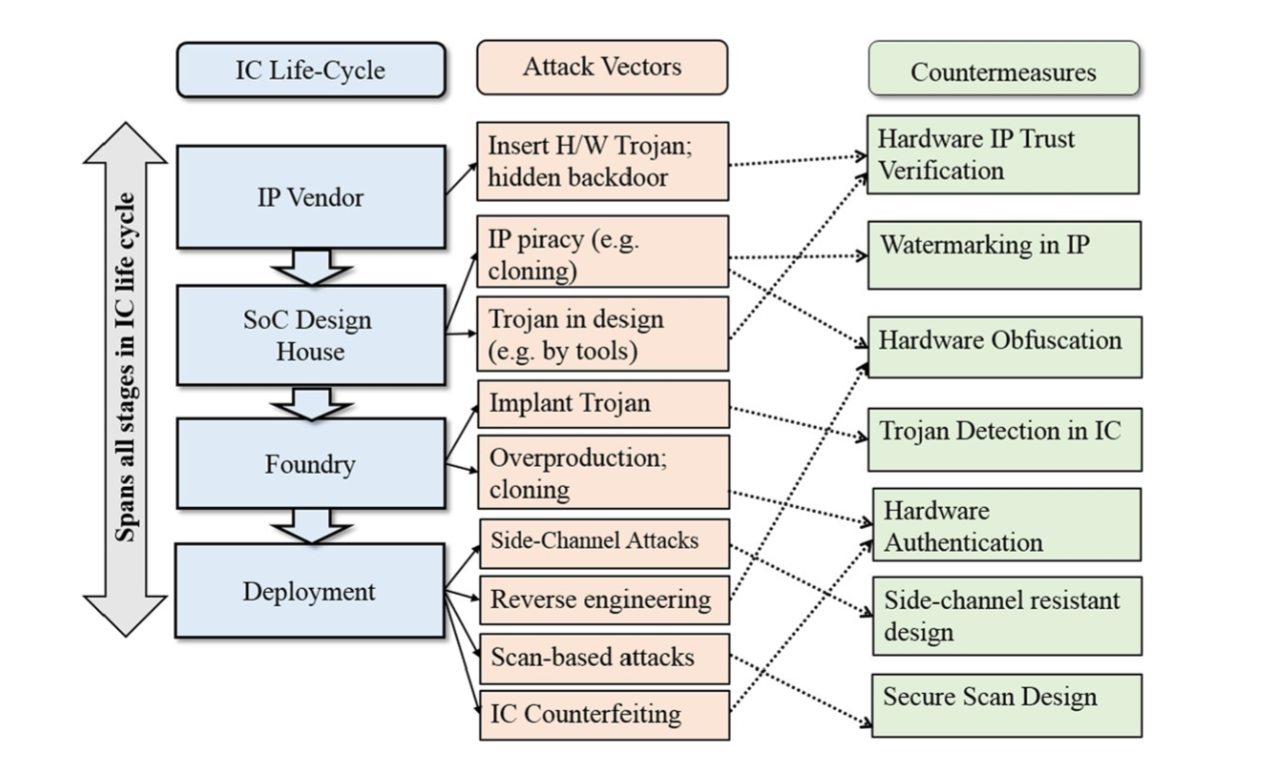 IC Life-Cycle
Attack Vectors
Countermeasures
Spans all stages in IC life cycle
IP Vendor
SoC Design
House
Foundry
Deployment
Insert H/W Trojan;
hidden backdoor
IP piracy (e.g.
cloning)
Trojan in design
(e.g. by tools)
Implant Trojan
Overproduction;
cloning
Side-Channel Attacks
Reverse engineering
Scan-based attacks
IC Counterfeiting
Hardware IP Trust
Verification
Watermarking in IP
Hardware Obfuscation
Trojan Detection in IC
Hardware
Authentication
Side-channel resistant
design
Secure Scan Design